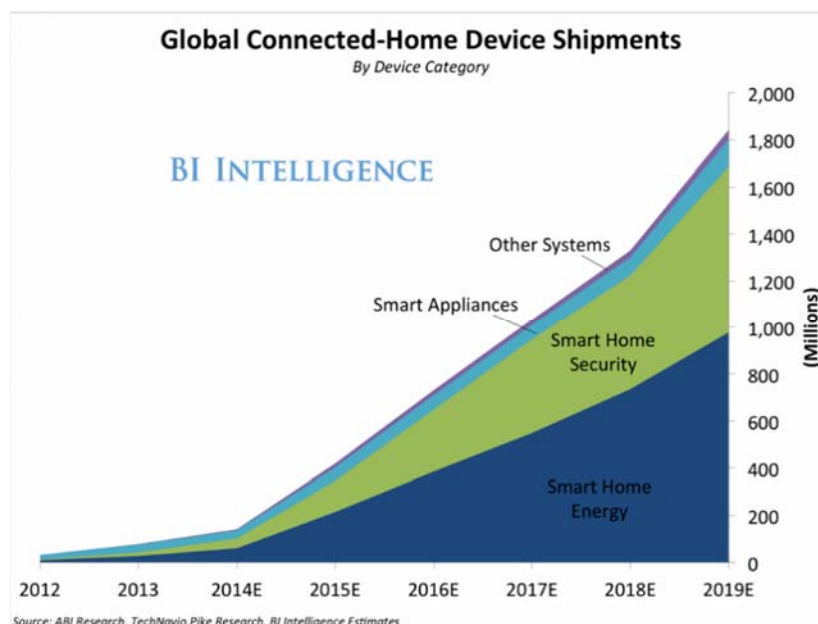 Global Connected-Home Device Shipments
By Device Category
BI INTELLIGENCE
2,000
1,800
1,600
1,400
1,200
1,000
800
600
400
200
0
(Millions)
Other Systems
Smart Appliances
Smart Home
Security
Smart Home
Energy
2012 2013 2014E 2015E 2016E 2017E 2018E 2019E
Source: ABI Research, TechNavio,Pike Research, BI Intelligence Estimates